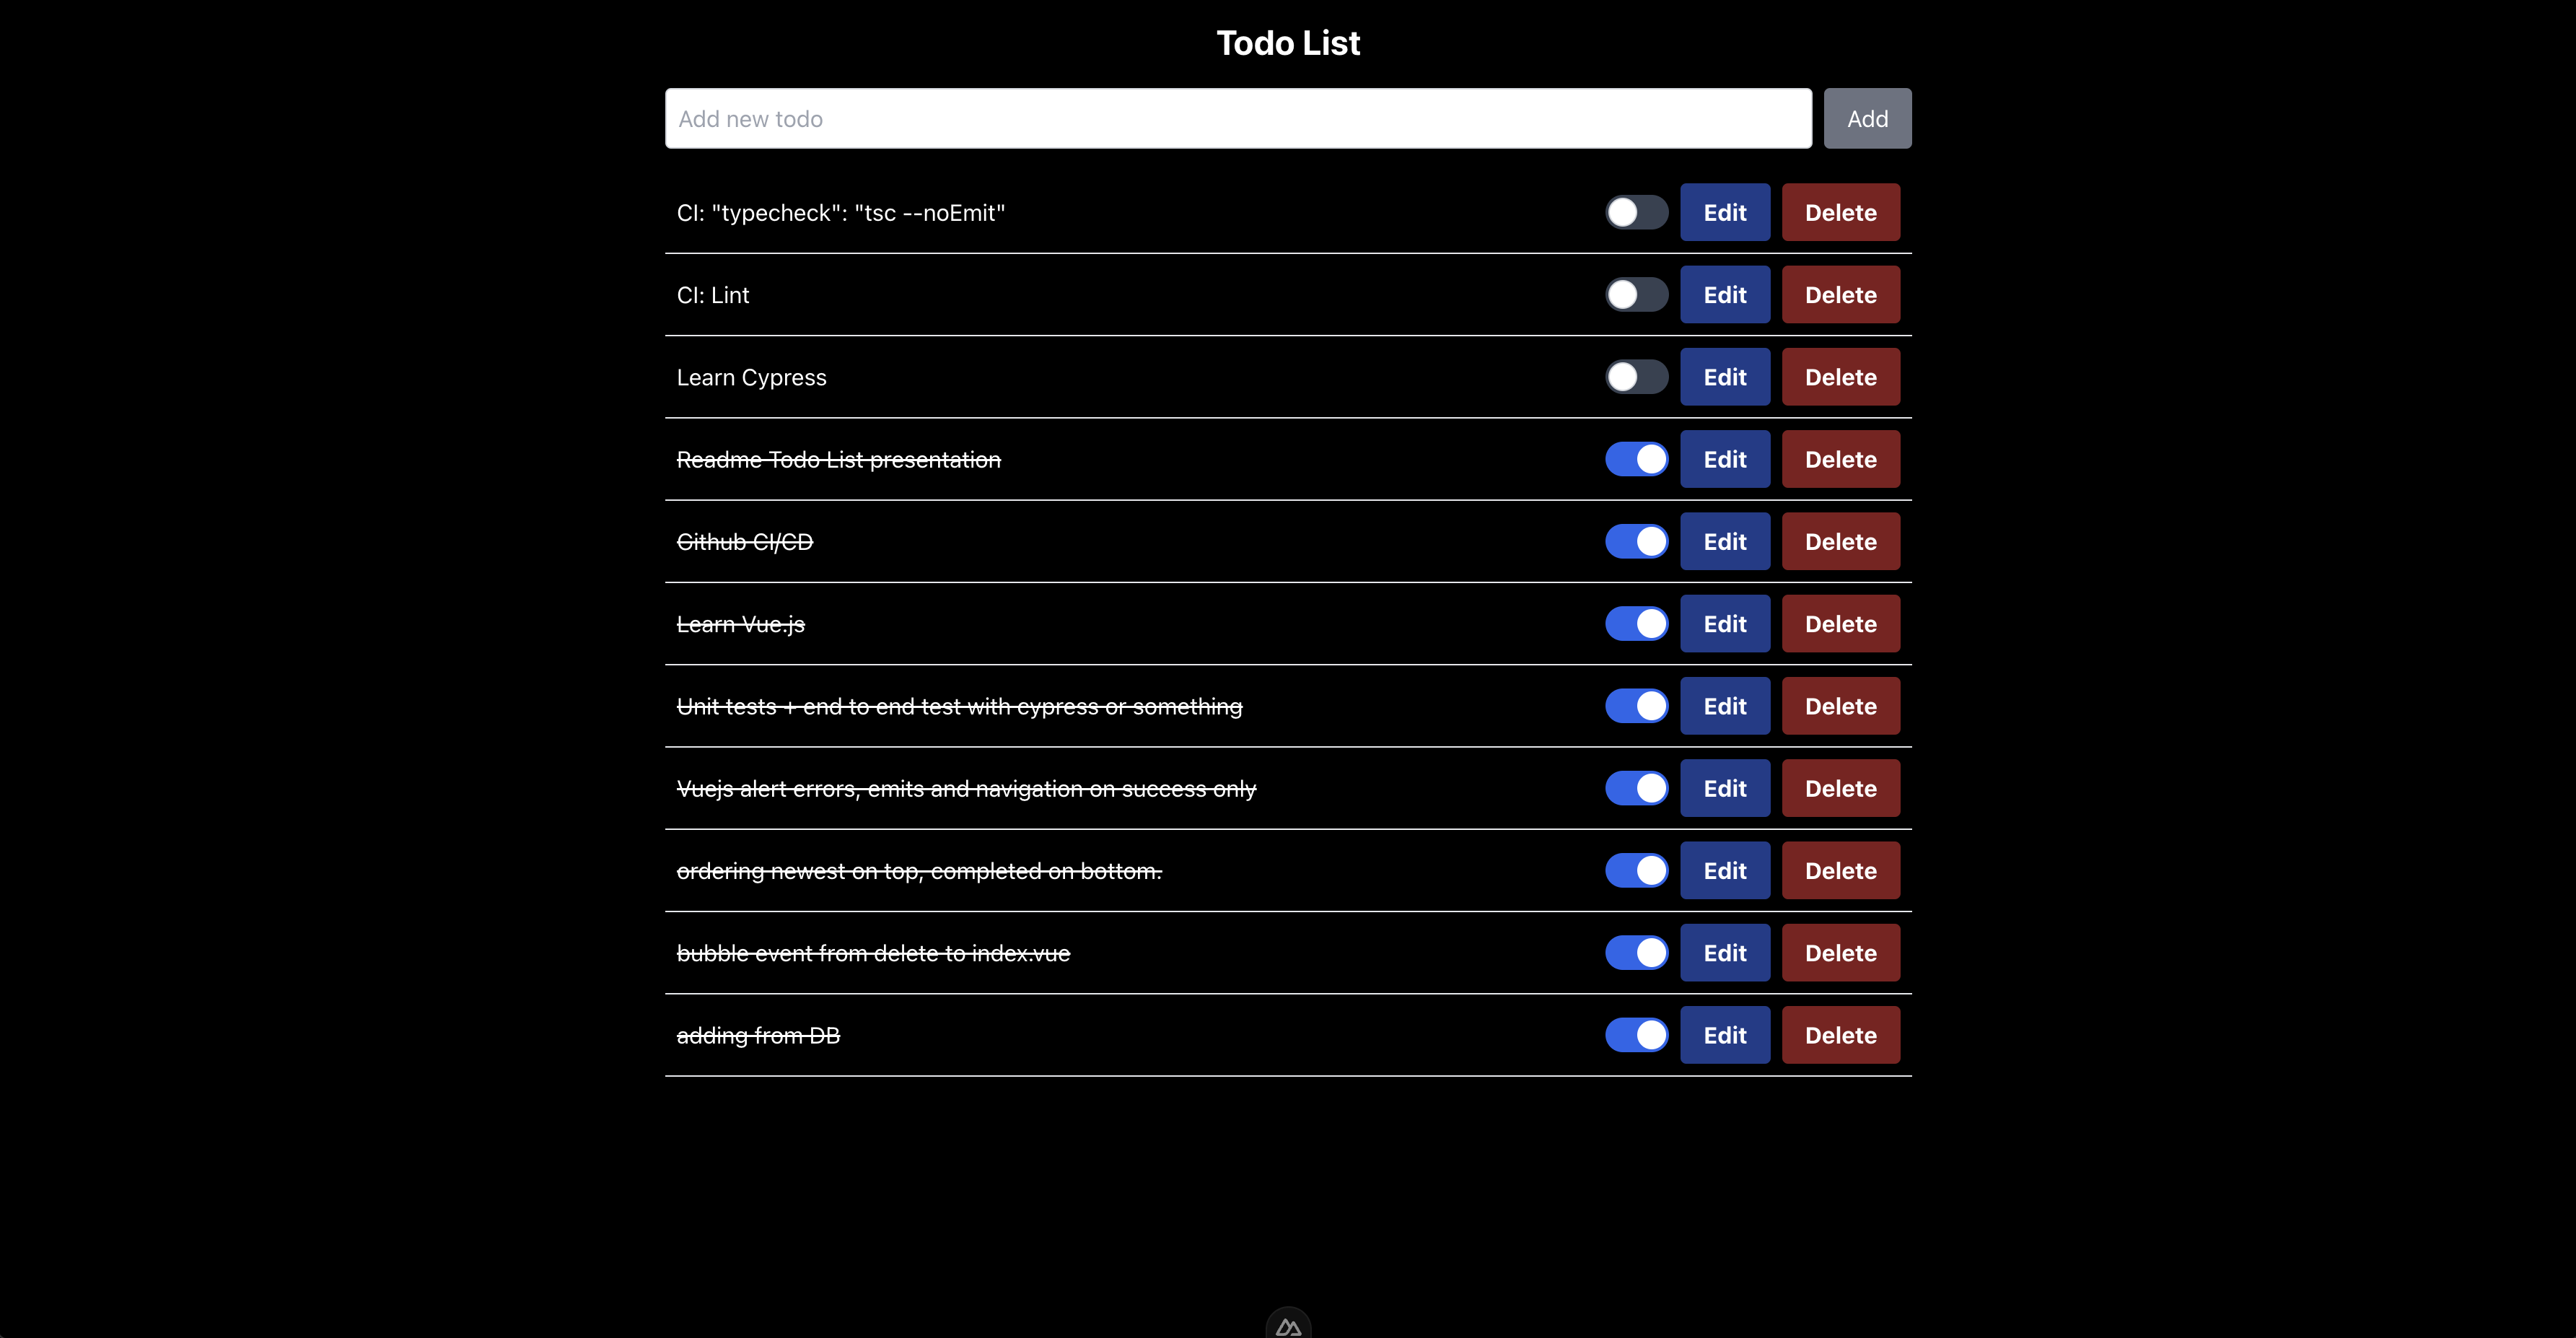 Todo List
Add new todo
Add
CI: "typecheck": "tsc --noEmit"
Edit
Delete
CI: Lint
Edit
Delete
Learn Cypress
Edit
Delete
Readme Todo List presentation
Edit
Delete
Github CI/CD
Edit
Delete
Learn Vue.js
Edit
Delete
Unit tests + end to end test with cypress or something
Edit
Delete
Vuejs alert errors, emits and navigation on success only
Edit
Delete
ordering newest on top, completed on bottom.
Edit
Delete
bubble event from delete to index.vue
Edit
Delete
adding from DB
Edit
Delete